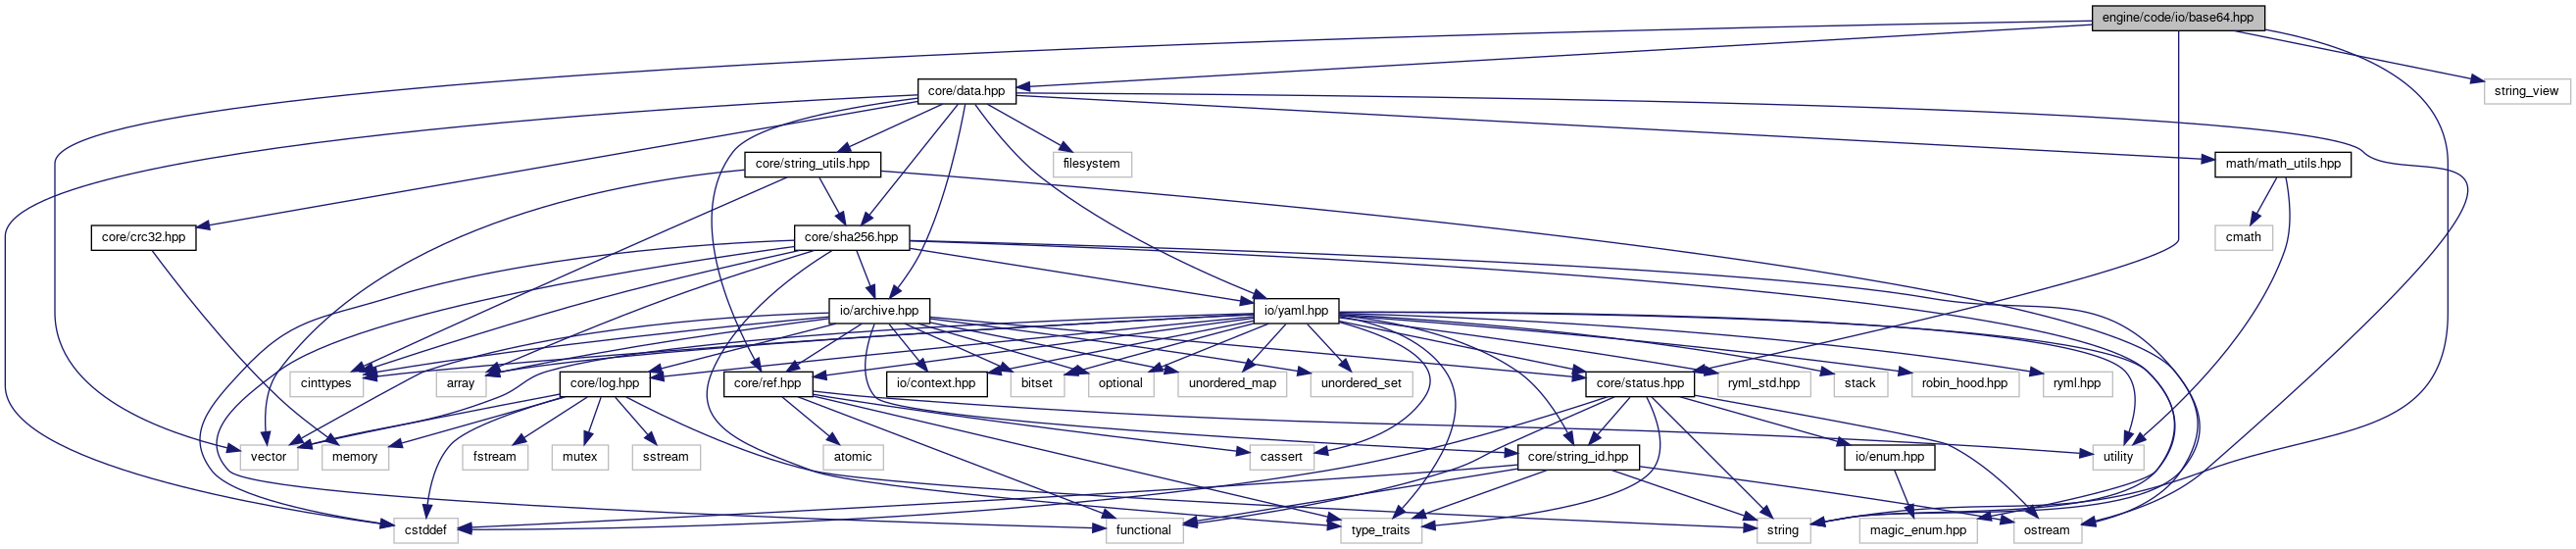 engine/code/io/base64.hpp
core/data.hpp
string_view
core/string_utils.hpp
filesystem
math/math_utils.hpp
core/crc32.hpp
core/sha256.hpp
cmath
io/archive.hpp
io/yaml.hpp
cinttypes
array
core/log.hpp
core/ref.hpp
io/context.hpp
bitset
optional
unordered_map
unordered_set
core/status.hpp
ryml_std.hpp
stack
robin_hood.hpp
ryml.hpp
vector
memory
fstream
mutex
sstream
atomic
cassert
core/string_id.hpp
io/enum.hpp
utility
cstddef
functional
type_traits
string
magic_enum.hpp
ostream